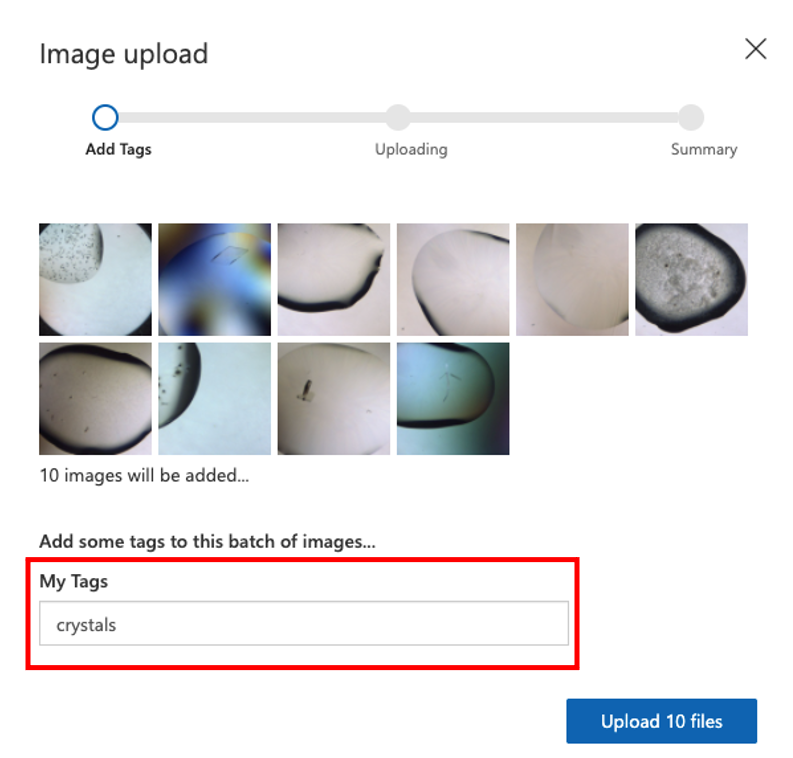 Image upload
Add Tags
Uploading
Summary
10 images will be added...
Add some tags to this batch of images...
My Tags
crystals
Upload 10 files